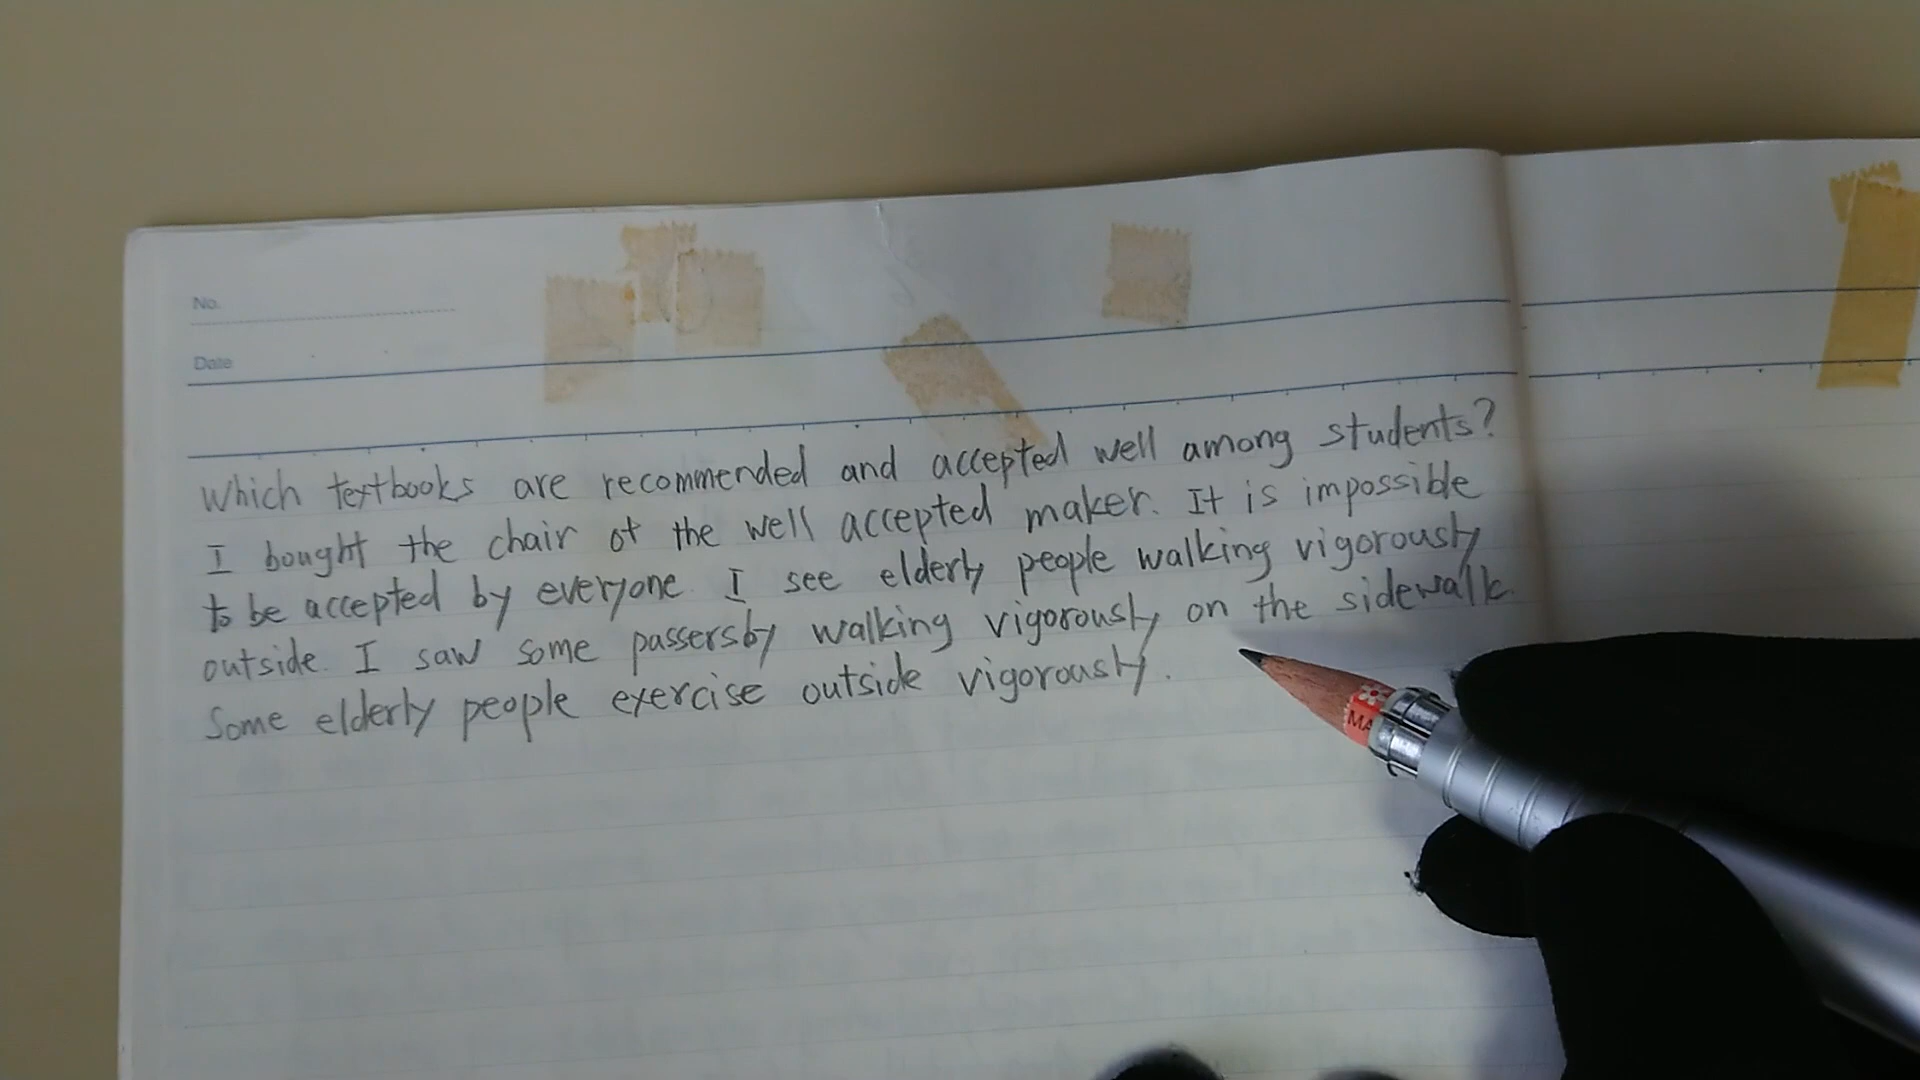 No.
Date
Which textbooks are recommended and accepted well among students?
I bought the chair of the well accepted maker. It is impossible
to be accepted by everyone. I see elderly people walking vigorously
outside. I saw some passersby walking vigorously on the sidewalk.
Some elderly people exercise outside vigorously.
MA